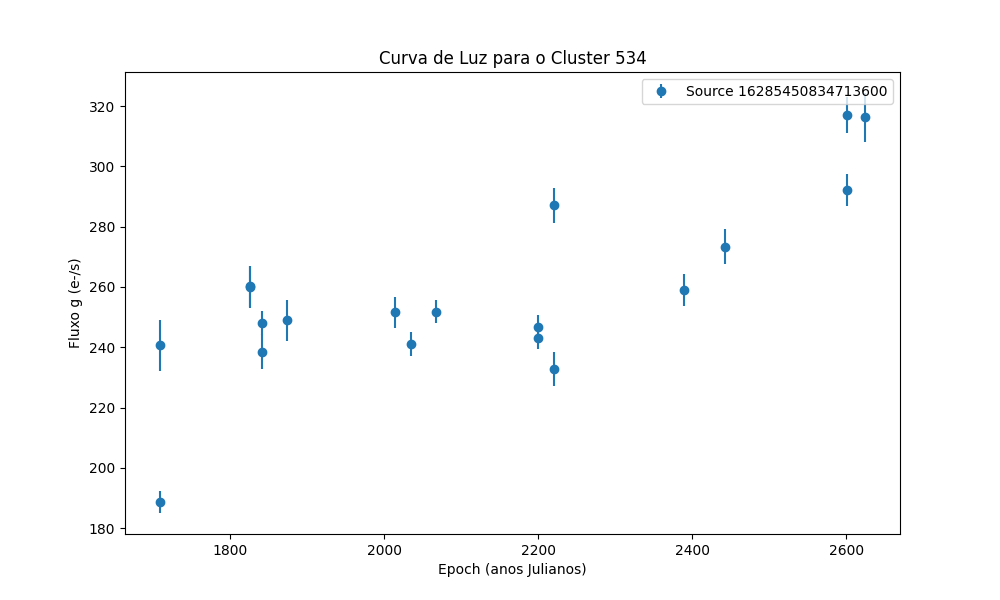 Curva de Luz para o Cluster 534
Source 16285450834713600
Fluxo g (e-/s)
320
300
280
260
240
220
200
180
1800 2000 2200 2400 2600
Epoch (anos Julianos)